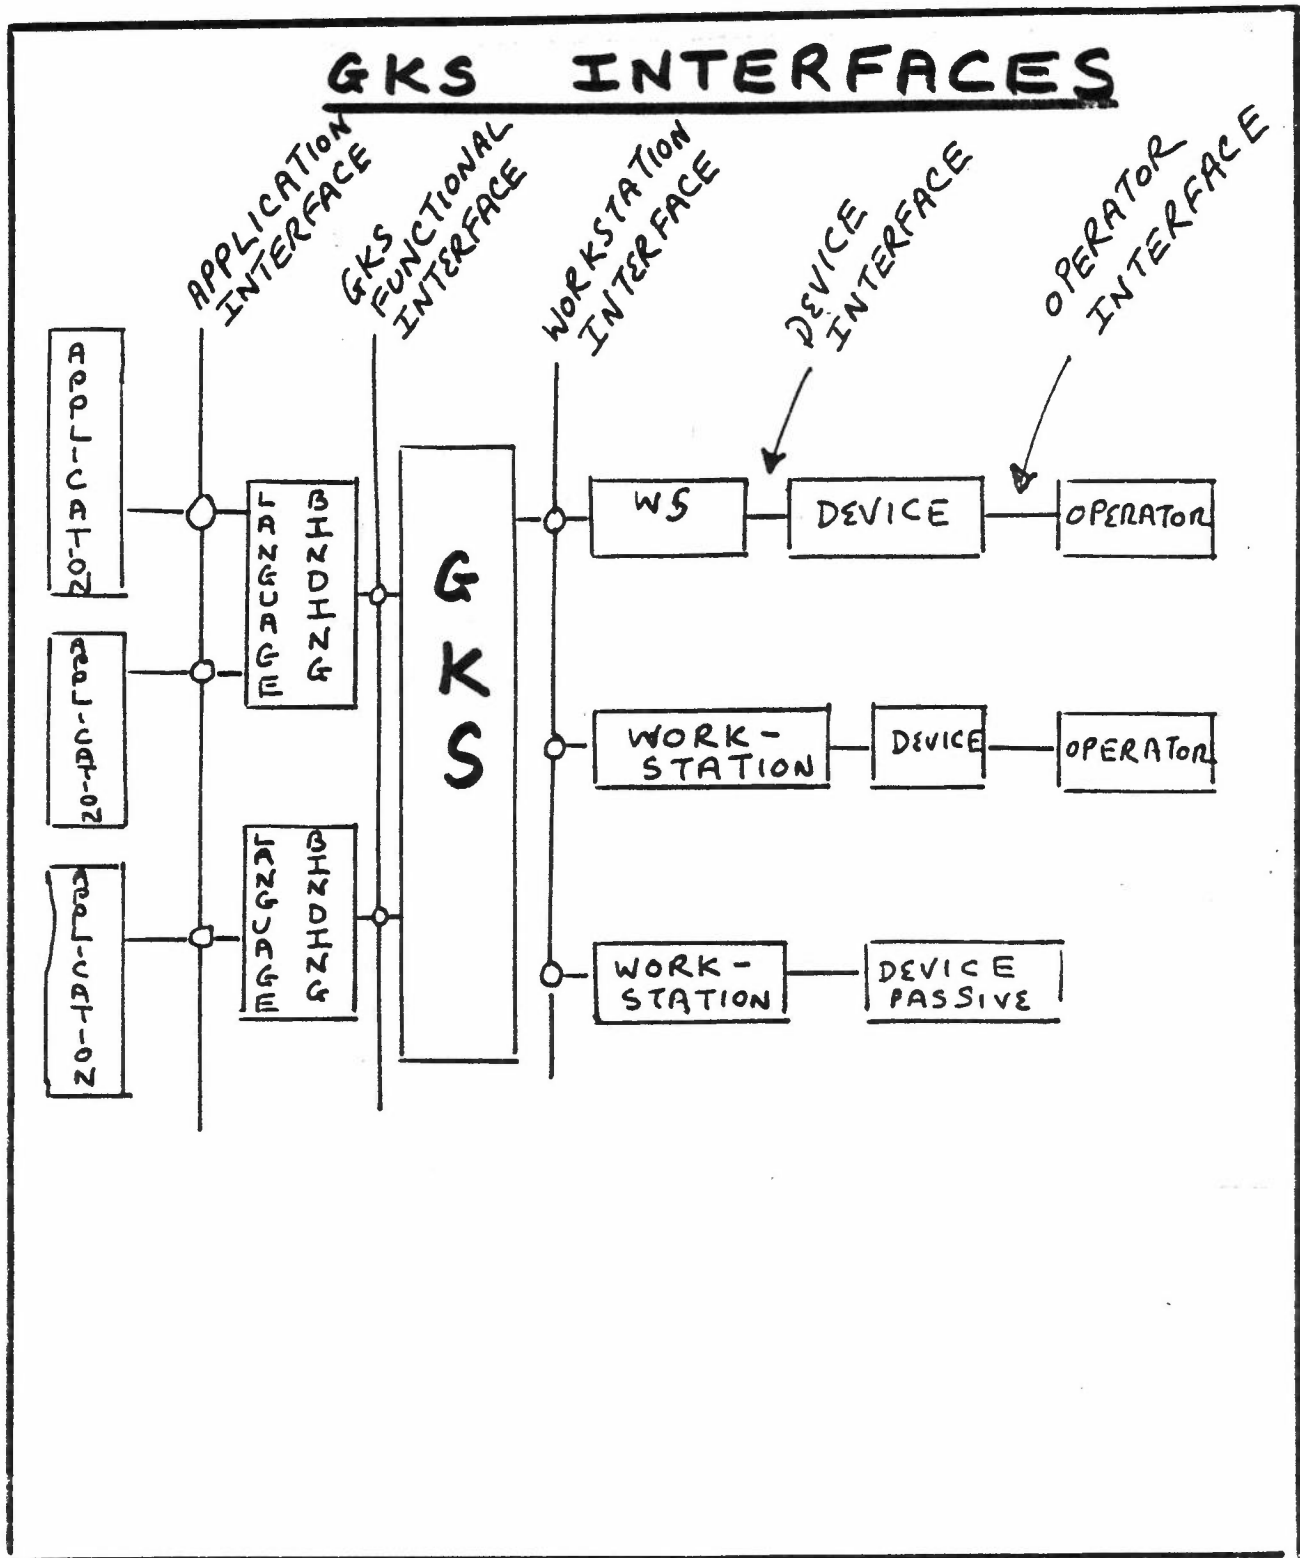 GKS INTERFACES
APPLICATION
INTERFACE
GKS
FUNCTIONAL
INTERFACE
WORKSTATION
INTERFACE
DEVICE
INTERFACE
OPERATOR
INTERFACE
APPLICATION
LANGUAGE
BINDING
GKS
WS
DEVICE
OPERATOR
APPLICATION
WORK-
STATION
DEVICE
OPERATOR
APPLICATION
LANGUAGE
BINDING
WORK-
STATION
DEVICE
PASSIVE